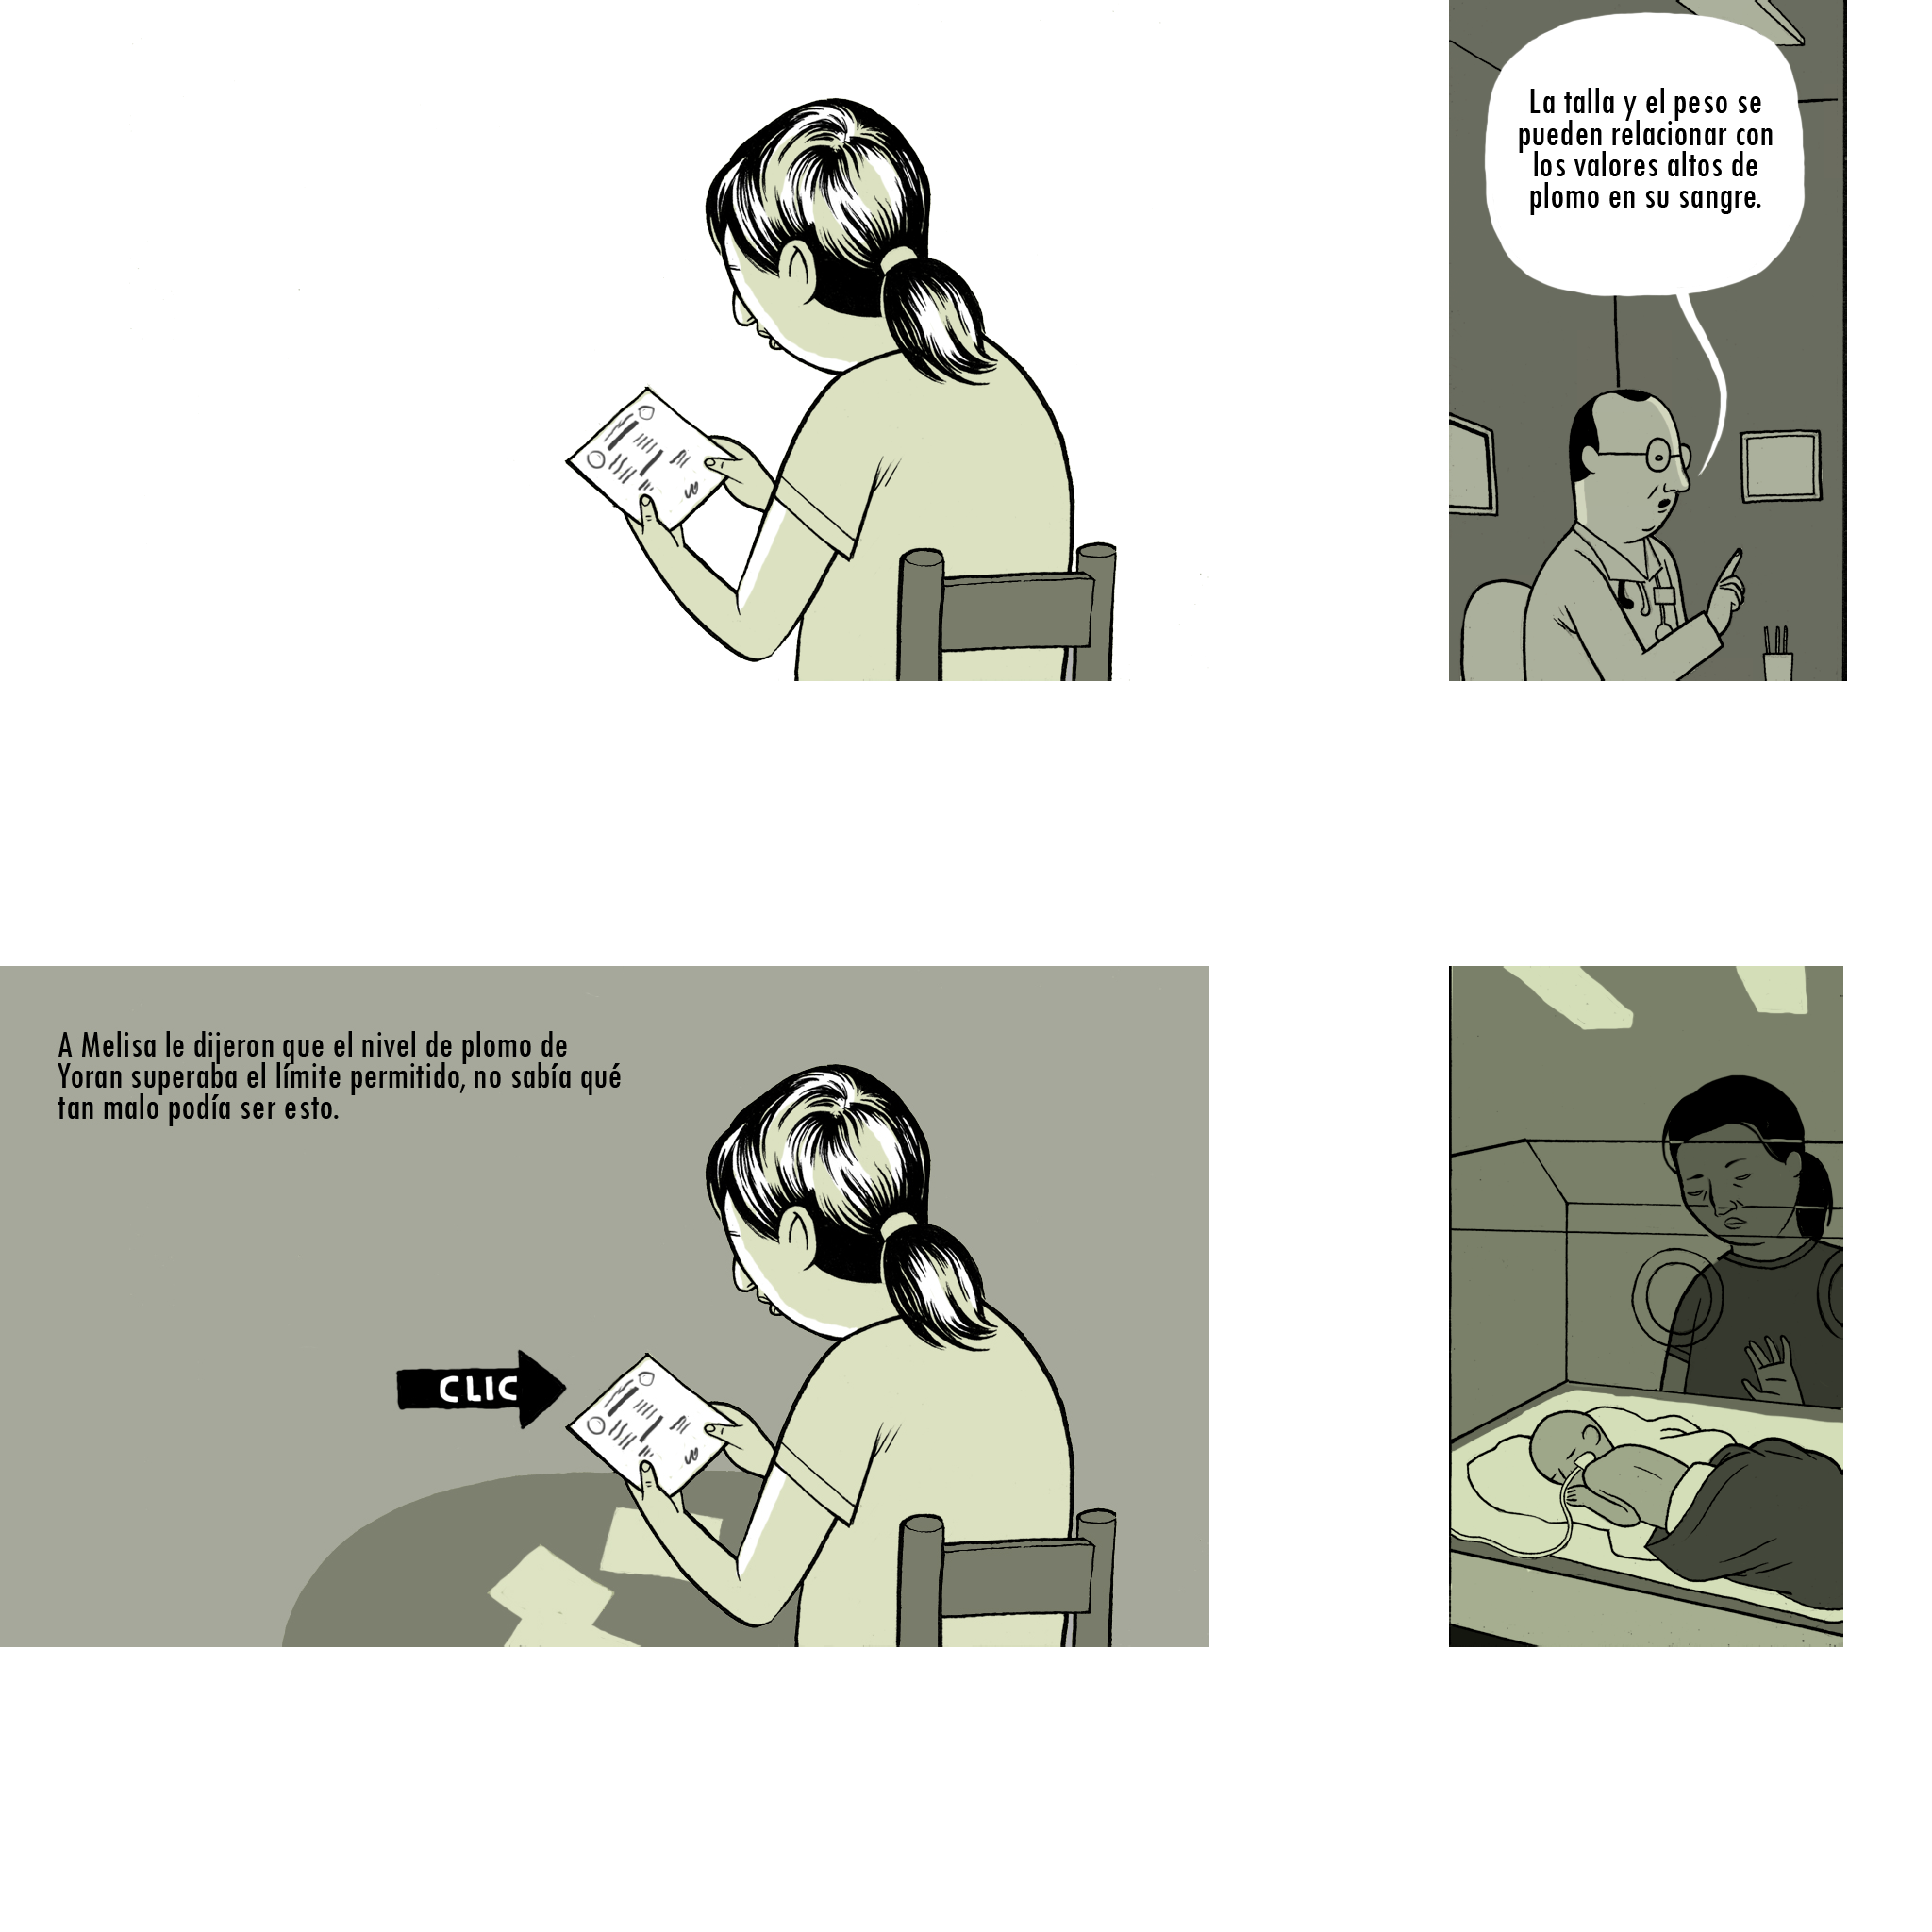 La talla y el peso se
pueden relacionar con
los valores altos de
plomo en su sangre.
A Melisa le dijeron que el nivel de plomo de
Yoran superaba el límite permitido, no sabía qué
tan malo podía ser esto.
CLIC